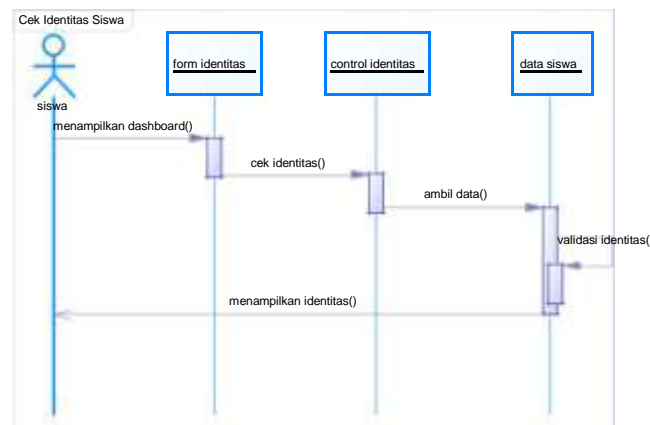 Cek Identitas Siswa
form identitas
control identitas
data siswa
siswa
menampilkan dashboard()
cek identitas()
ambil data()
validasi identitas(
menampilkan identitas()